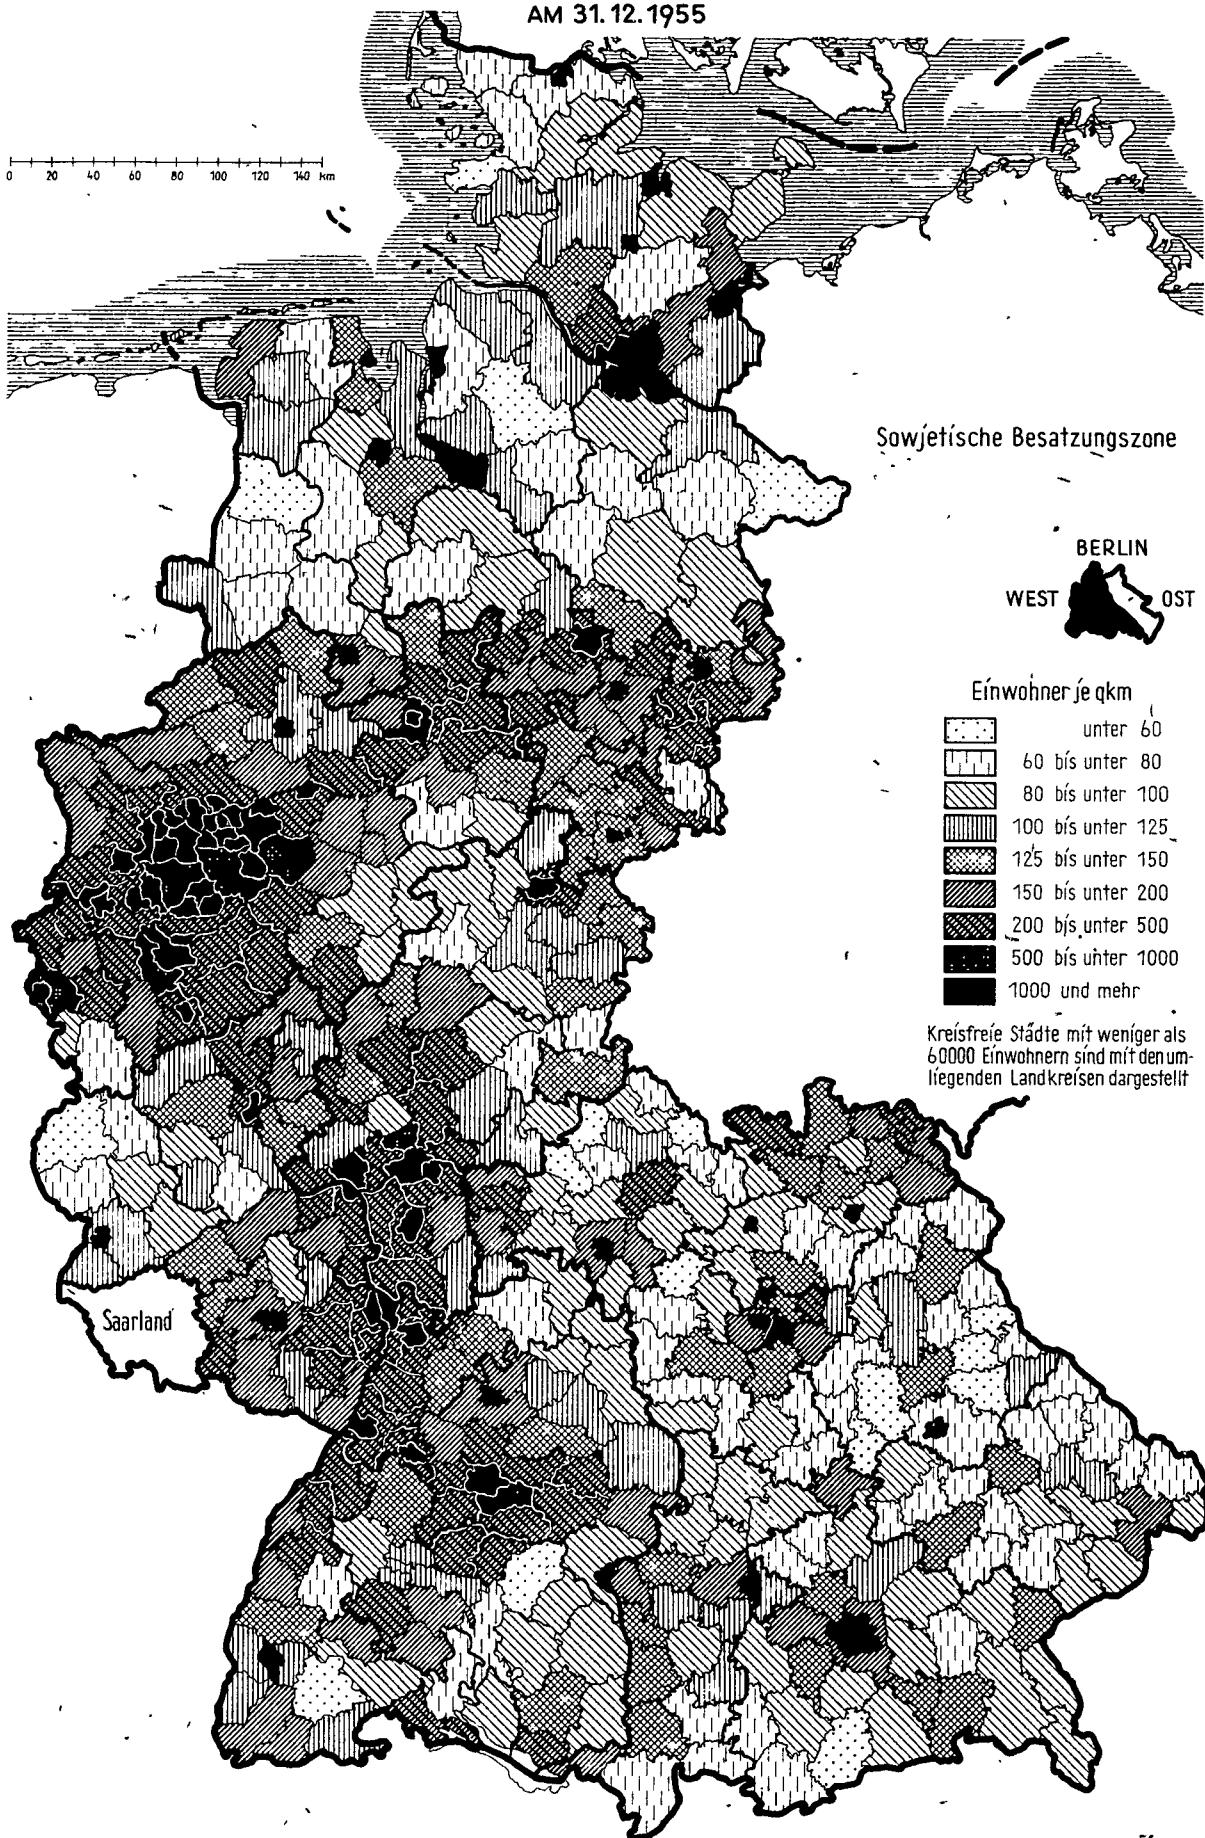 AM 31.12.1955
0 20 40 60 80 100 120 140 km
Sowjetische Besatzungszone
BERLIN
WEST OST
Einwohner je qkm
unter 60
60 bis unter 80
80 bis unter 100
100 bis unter 125
125 bis unter 150
150 bis unter 200
200 bis unter 500
500 bis unter 1000
1000 und mehr
Kreisfreie Städte mit weniger als
60000 Einwohnern sind mit den um-
liegenden Landkreisen dargestellt
Saarland